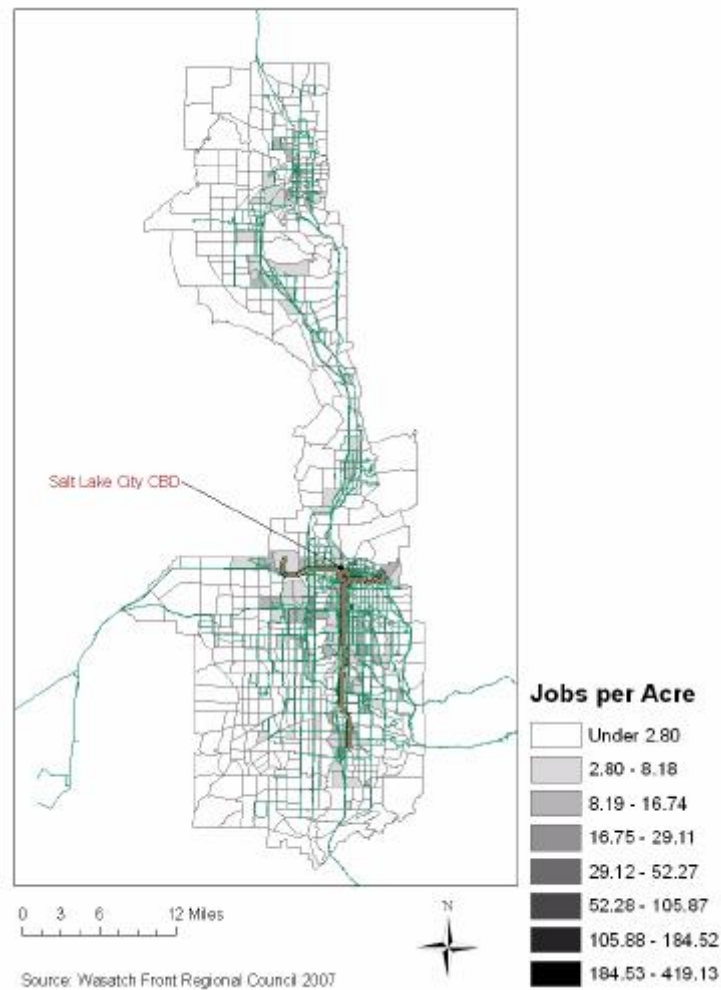 Salt Lake City CBD
Jobs per Acre
Under 2.80
2.80 - 8.18
8.19 - 16.74
16.75 - 29.11
29.12 - 52.27
52.28 - 105.87
105.88 - 184.52
184.53 - 419.13
0 3 6 12 Miles
N
Source: Wasatch Front Regional Council 2007